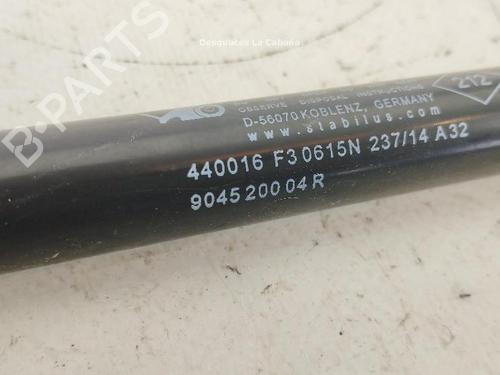 Desguaces La Cabaña
B-PARTS
OBSERVE DISPOSAL INSTRUCTIONS
D-56070 KOBLENZ, GERMANY
www.stabilus.com
212
440016 F3 0615N 237/14 A32
904520004R